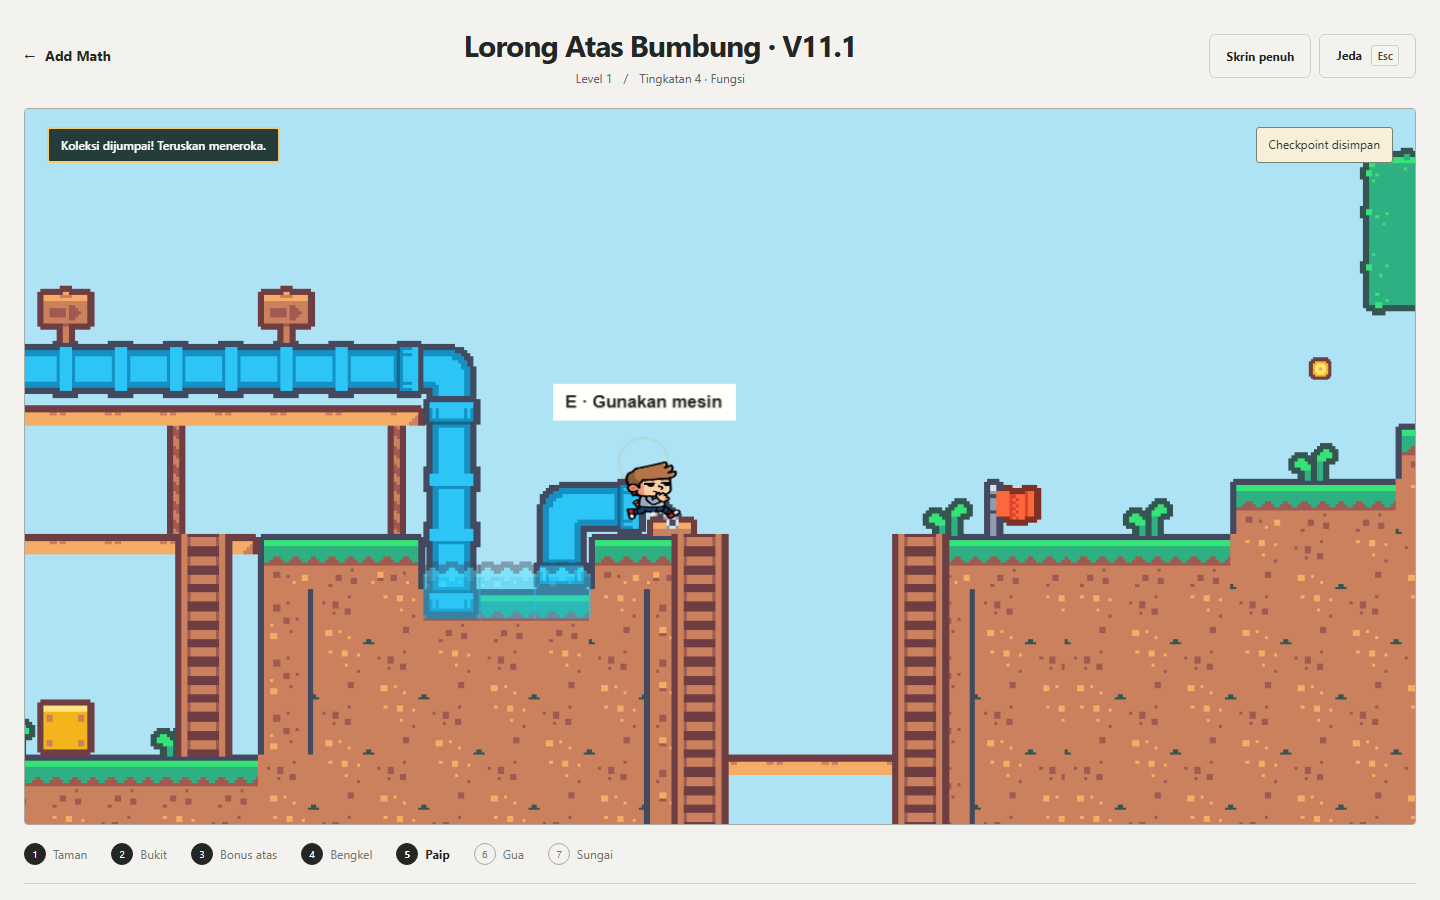 ← Add Math
Lorong Atas Bumbung · V11.1
Level 1 / Tingkatan 4 · Fungsi
Skrin penuh
Jeda Esc
Koleksi dijumpai! Teruskan meneroka.
Checkpoint disimpan
E · Gunakan mesin
1 Taman
2 Bukit
3 Bonus atas
4 Bengkel
5 Paip
6 Gua
7 Sungai